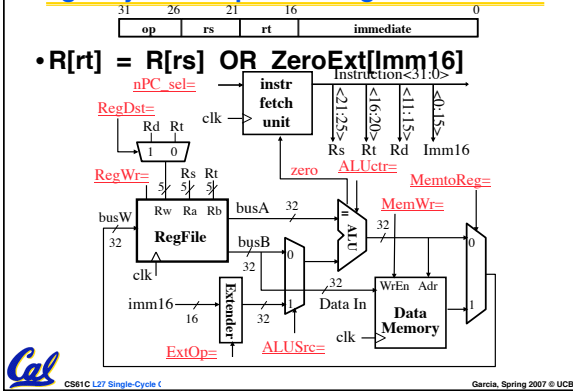 31 26 21 16 0
op rs rt immediate
• R[rt] = R[rs] OR ZeroExt[Imm16]
Instruction<31:0>
nPC_sel=
instr fetch unit
RegDst=
clk
<21:25>
<16:20>
<11:15>
<0:15>
Rd Rt
Rs Rt Rd Imm16
1 0
zero
ALUctr=
RegWr=
Rs Rt
MemtoReg=
5 5 5
busA 32
MemWr=
busW
Rw Ra Rb
=
ALU
32
32
RegFile
busB
0
0
32
clk
32
WrEn Adr
imm16
Extender
1
Data In
1
16
32
Data Memory
clk
ExtOp=
ALUSrc=
Cal
CS61C L27 Single-Cycle (
Garcia, Spring 2007 © UCB